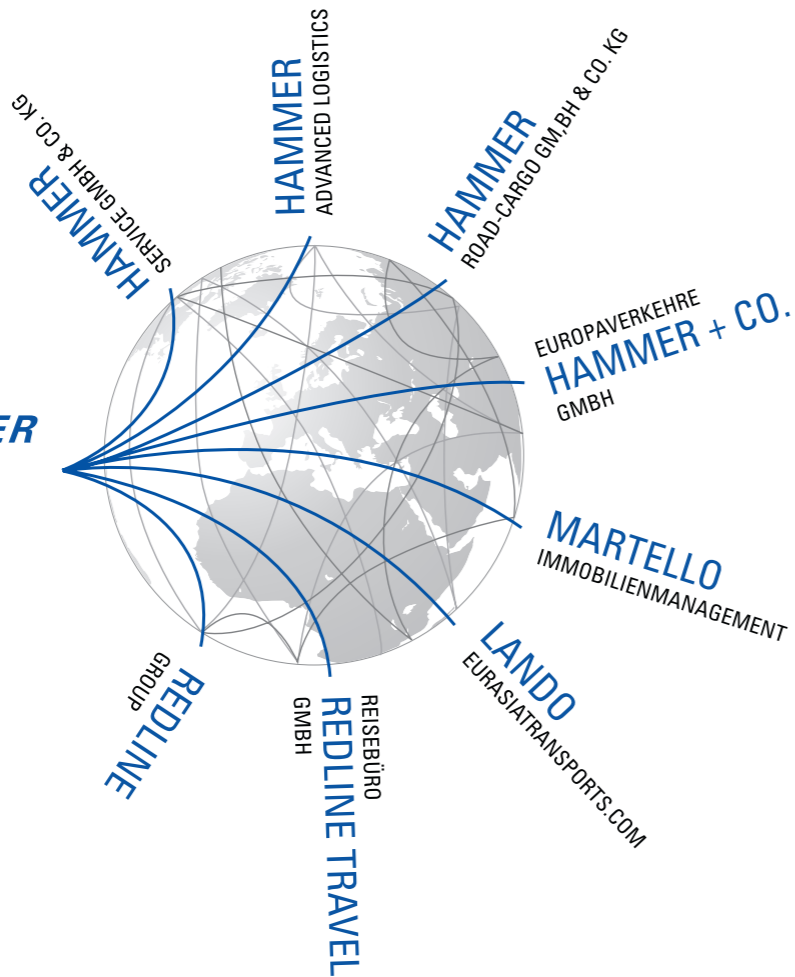 HAMMER
SERVICE GMBH & CO. KG
HAMMER
ADVANCED LOGISTICS
HAMMER
ROAD-CARGO GM,BH & CO. KG
EUROPAVERKEHRE
HAMMER + CO.
GMBH
MARTELLO
IMMOBILIENMANAGEMENT
LANDO
EURASIATRANSPORTS.COM
REISEBÜRO
REDLINE TRAVEL
GMBH
GROUP
REDLINE
ER